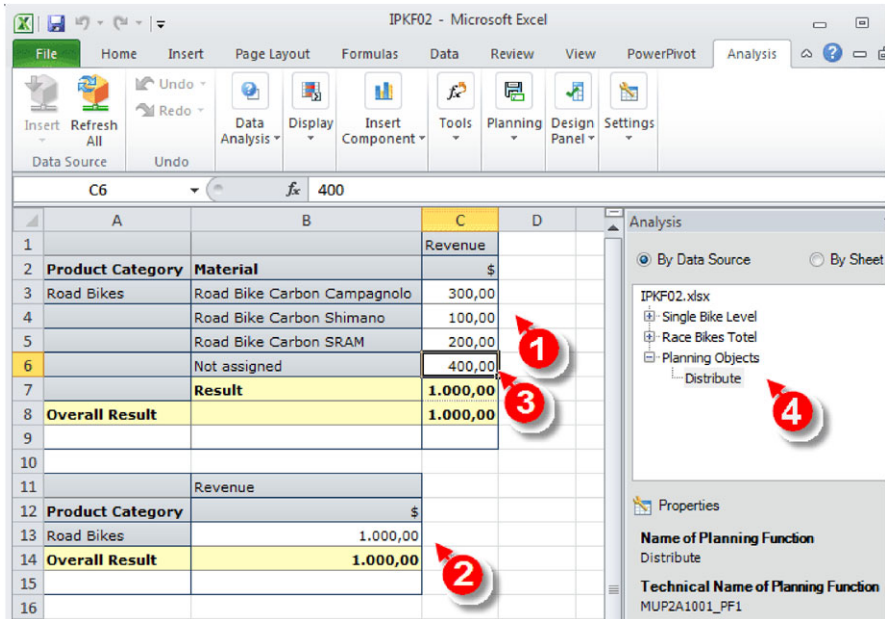 IPKF02 - Microsoft Excel
File Home Insert Page Layout Formulas Data Review View PowerPivot Analysis
Insert
Refresh All
Data Source
Undo
Redo
Undo
Data Analysis
Display
Insert Component
Tools
Planning
Design Panel
Settings
C6 fx 400
A B C D
1 Revenue
2 Product Category Material $
3 Road Bikes Road Bike Carbon Campagnolo 300,00
4 Road Bike Carbon Shimano 100,00
5 Road Bike Carbon SRAM 200,00
6 Not assigned 400,00
7 Result 1.000,00
8 Overall Result 1.000,00
9
10
11 Revenue
12 Product Category $
13 Road Bikes 1.000,00
14 Overall Result 1.000,00
15
16
1
3
2
Analysis
By Data Source By Sheet
IPKF02.xlsx
Single Bike Level
Race Bikes Totel
Planning Objects
Distribute
4
Properties
Name of Planning Function
Distribute
Technical Name of Planning Function
MUP2A1001_PF1